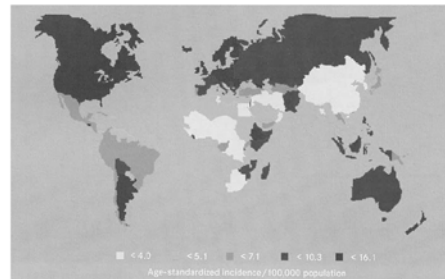 < 4.0 < 5.1 < 7.1 < 10.3 < 16.1
Age-standardized incidence/100,000 population